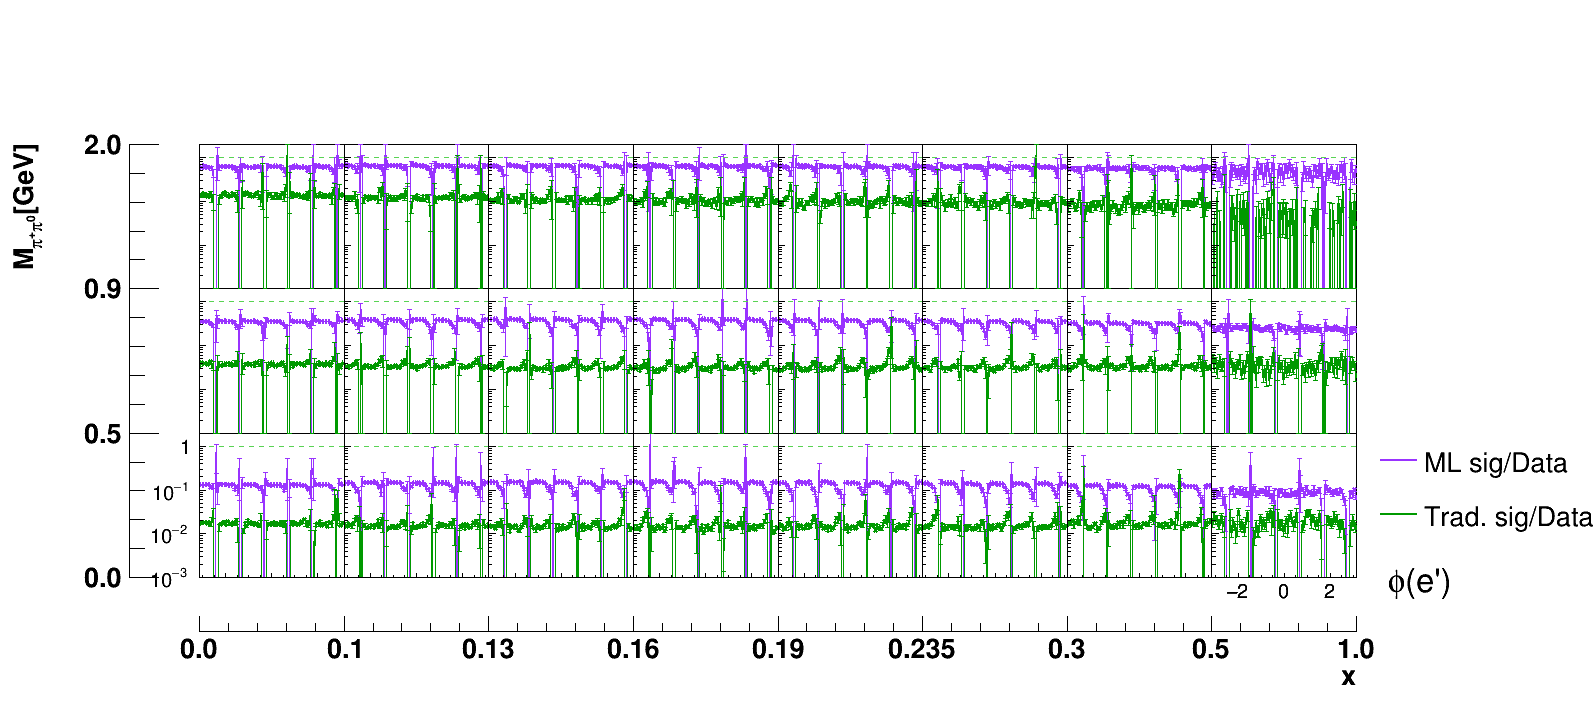 M_{π⁺π⁰}[GeV]
2.0
0.9
0.5
0.0
1
10⁻¹
10⁻²
10⁻³
−2 0 2
ϕ(e')
ML sig/Data
Trad. sig/Data
0.0 0.1 0.13 0.16 0.19 0.235 0.3 0.5 1.0
x